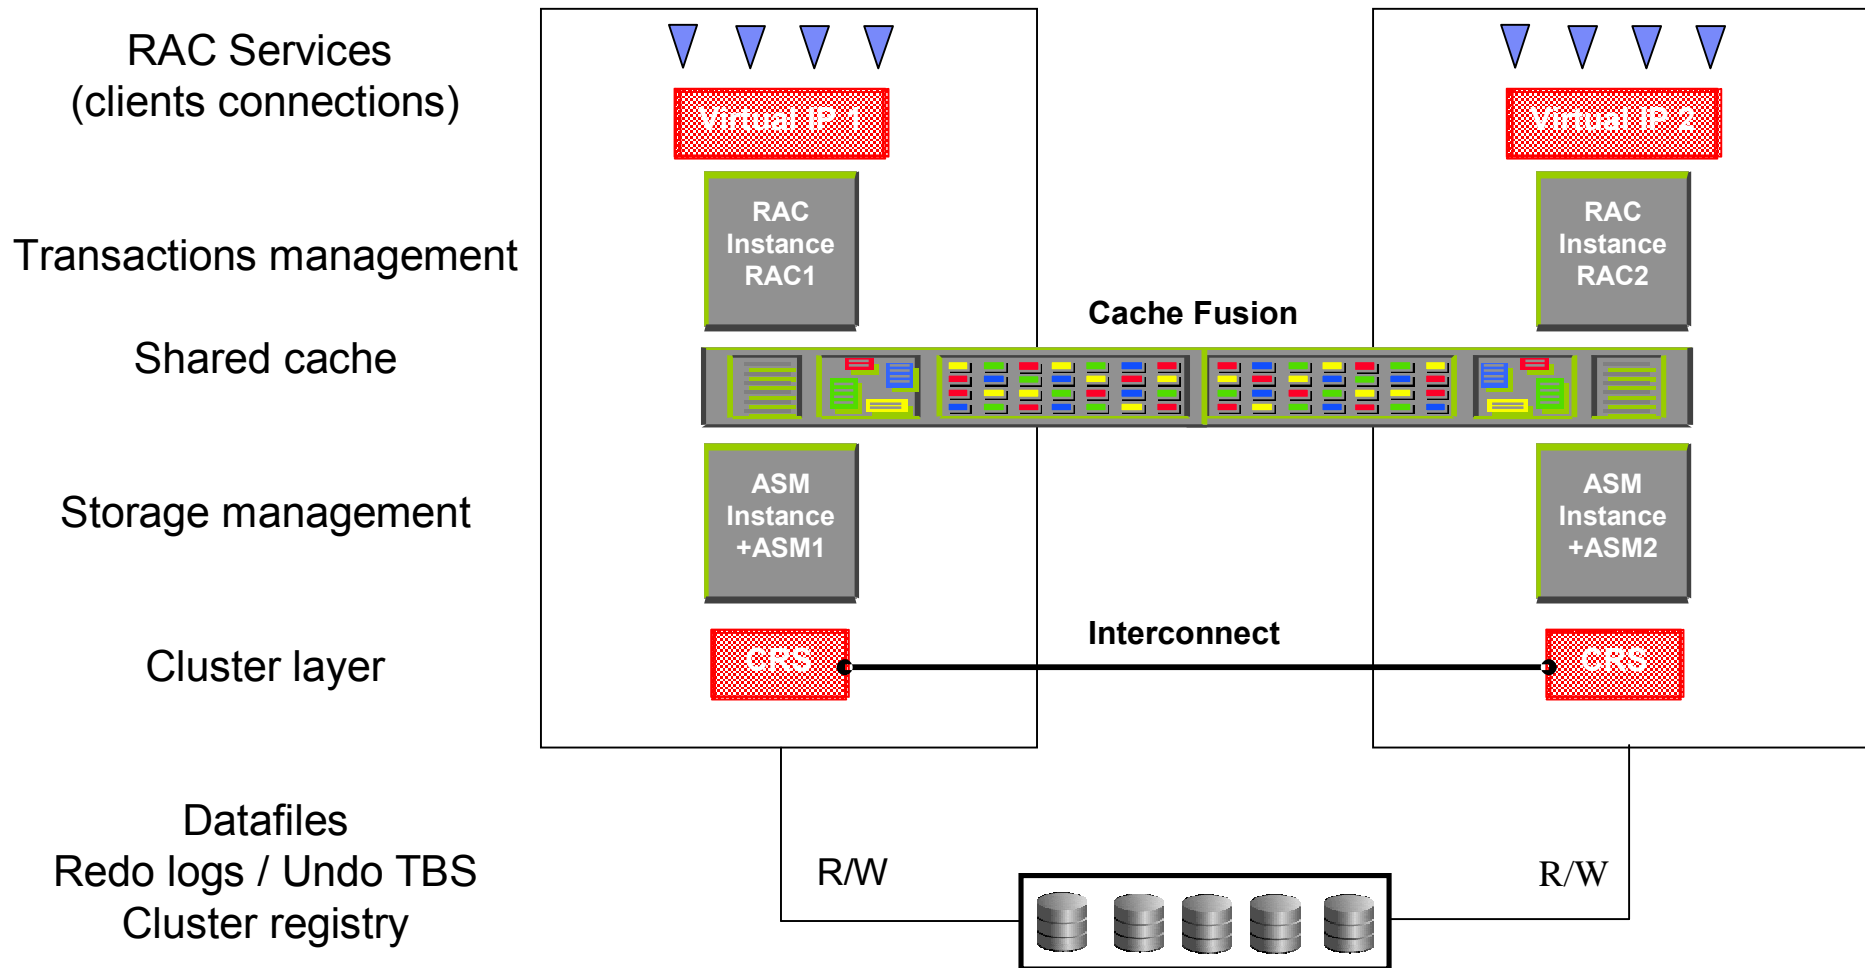 RAC Services
(clients connections)
Virtual IP 1
Virtual IP 2
Transactions management
RAC
Instance
RAC1
RAC
Instance
RAC2
Cache Fusion
Shared cache
Storage management
ASM
Instance
+ASM1
ASM
Instance
+ASM2
Interconnect
Cluster layer
CRS
CRS
Datafiles
Redo logs / Undo TBS
Cluster registry
R/W
R/W